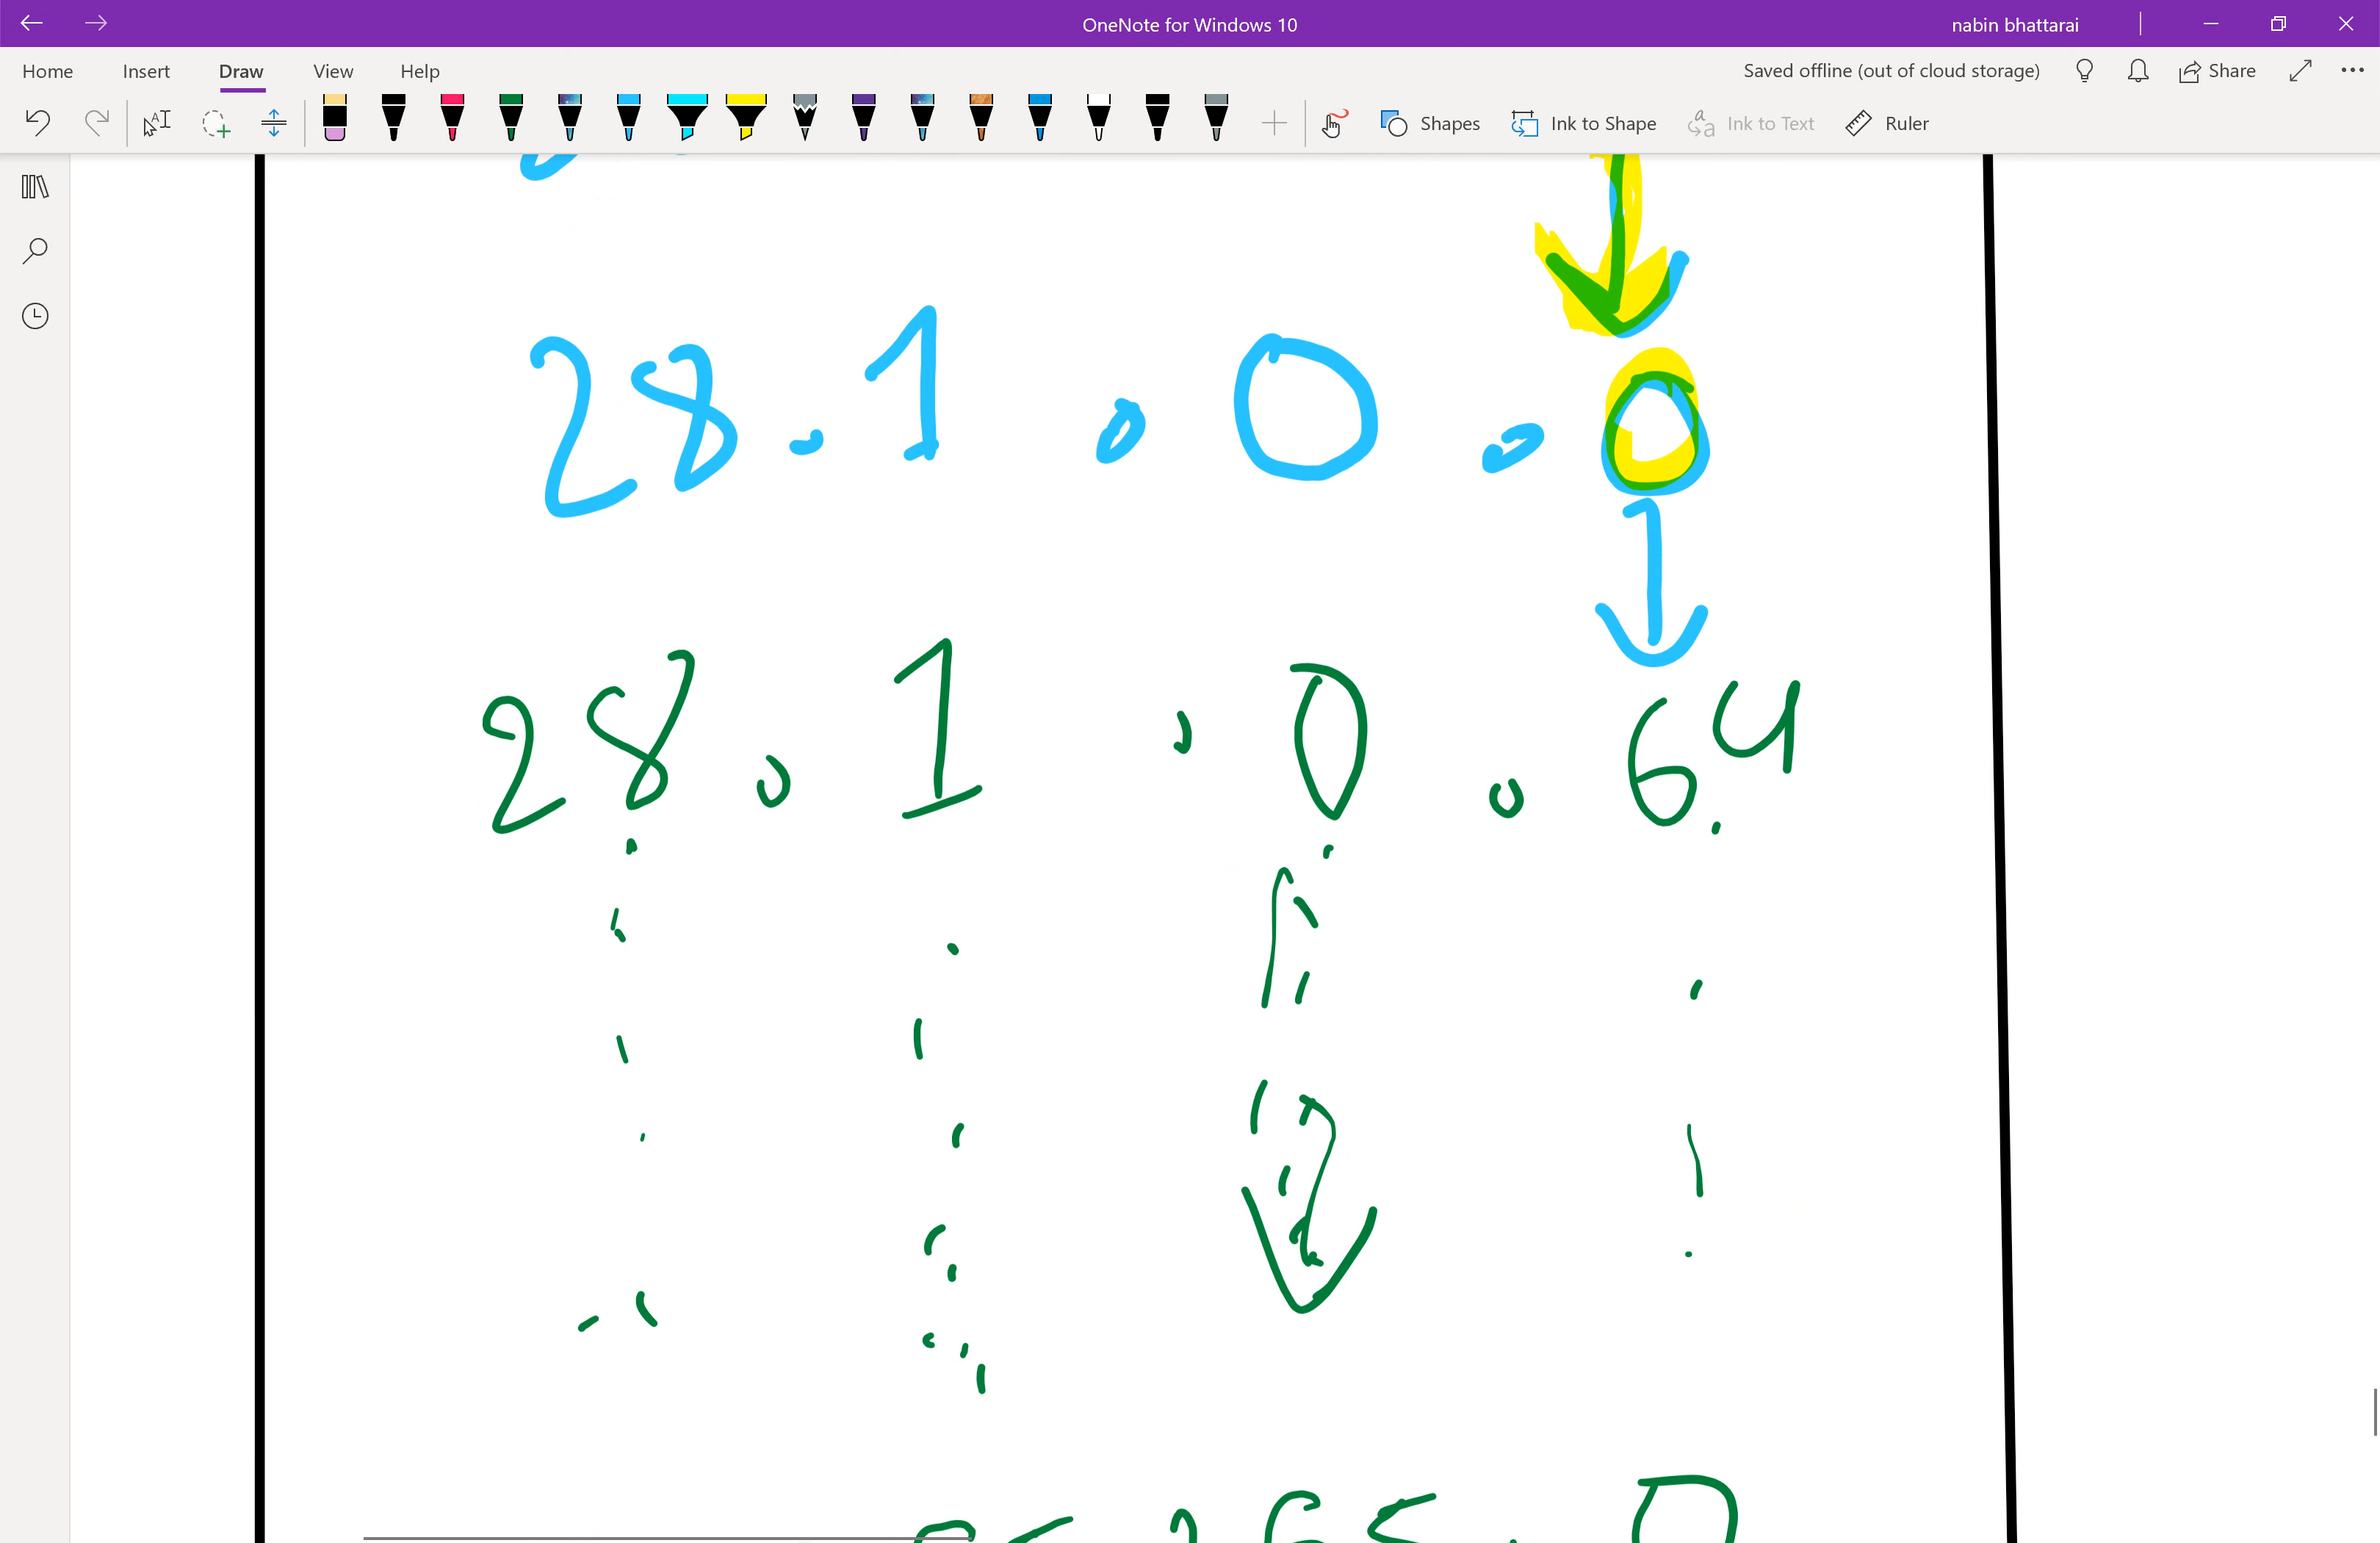 OneNote for Windows 10
nabin bhattarai
Home Insert Draw View Help
Saved offline (out of cloud storage)
Share
Shapes Ink to Shape Ink to Text Ruler
28.1.0.0
28.1.0.64